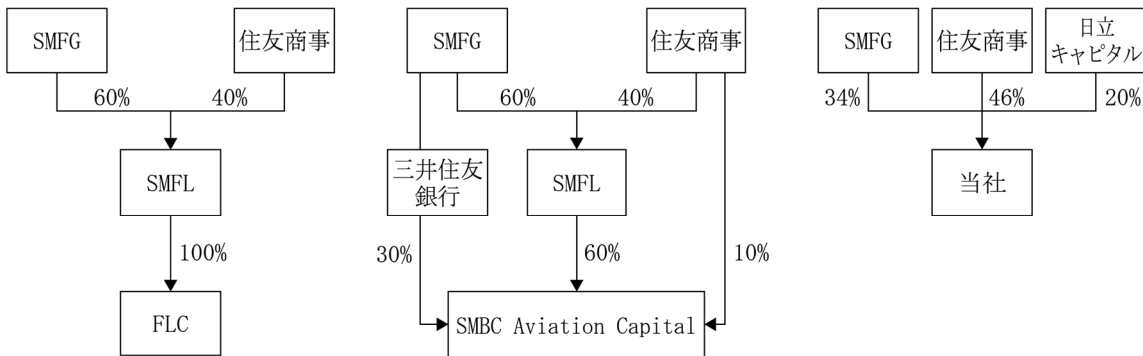 SMFG
住友商事
60%
40%
SMFL
100%
FLC
SMFG
住友商事
60%
40%
三井住友
銀行
SMFL
30%
60%
10%
SMBC Aviation Capital
SMFG
住友商事
日立
キャピタル
34%
46%
20%
当社